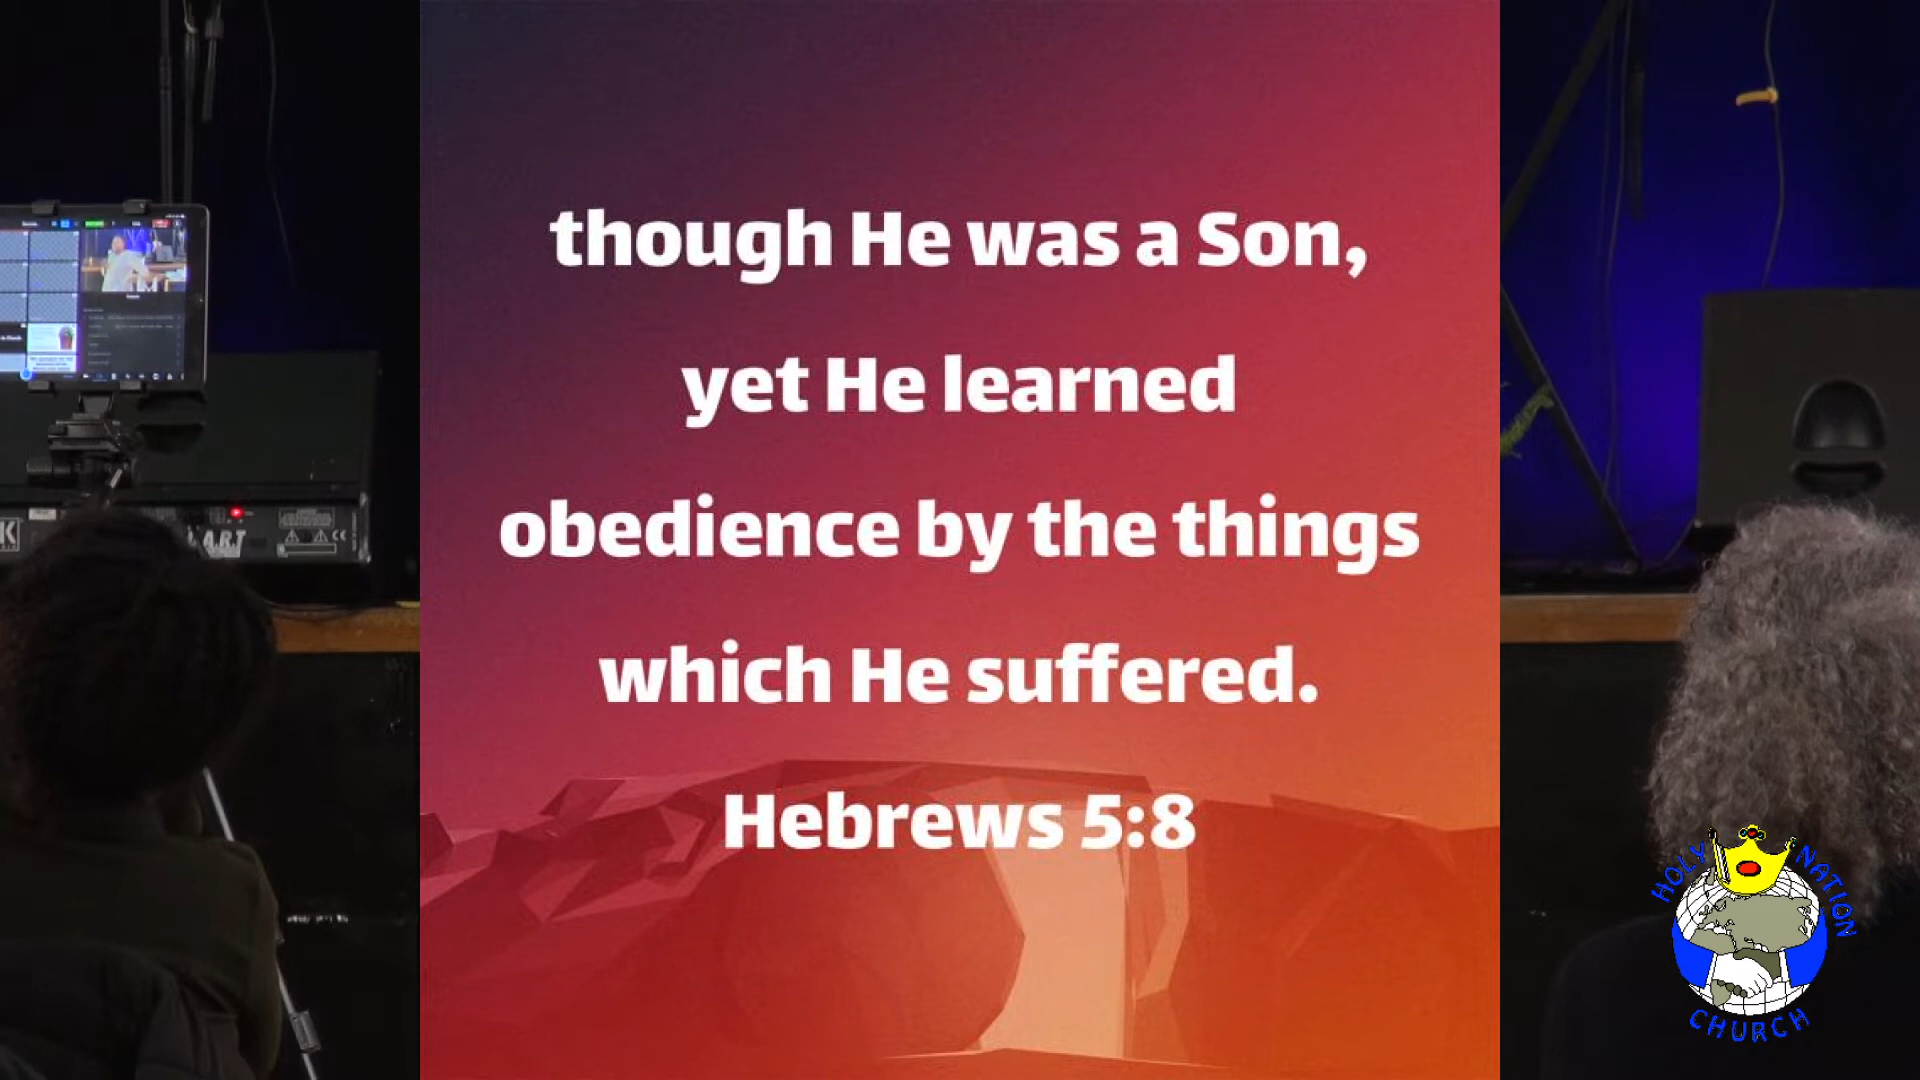 though He was a Son,
yet He learned
obedience by the things
which He suffered.
Hebrews 5:8
HOLY NATION
CHURCH